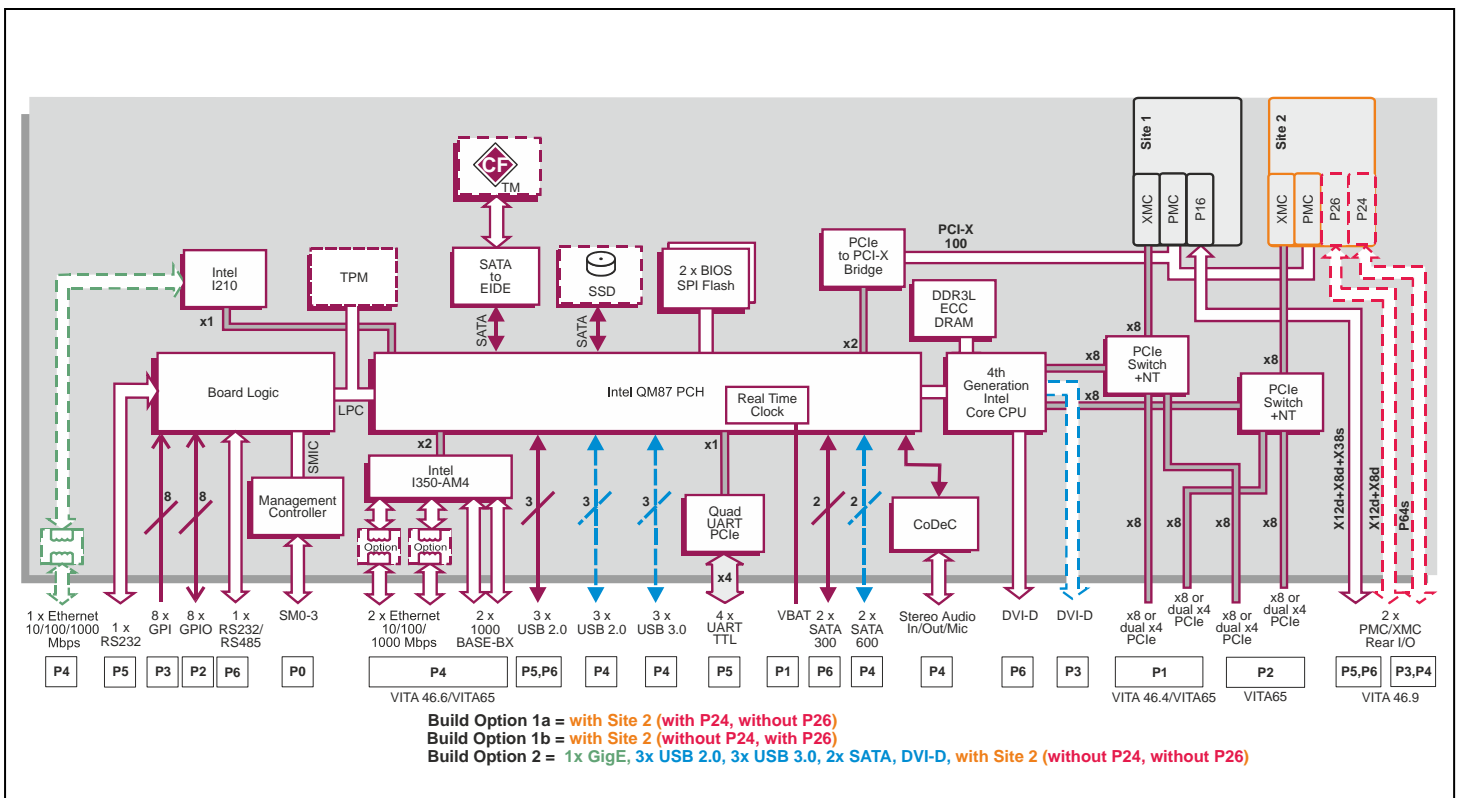 Site 1
Site 2
XMC
PMC
P16
XMC
PMC
P26
P24
CF
TM
PCI-X
100
Intel
I210
TPM
SATA
to
EIDE
SSD
2 x BIOS
SPI Flash
PCIe
to PCI-X
Bridge
DDR3L
ECC
DRAM
x1
SATA
SATA
x2
x8
x8
x8
x8
Board Logic
LPC
Intel QM87 PCH
Real Time
Clock
4th
Generation
Intel
Core CPU
PCIe
Switch
+NT
PCIe
Switch
+NT
SMIC
x2
x1
Intel
I350-AM4
Management
Controller
8
8
Option
Option
3
3
3
Quad
UART
PCIe
x4
2
2
CoDeC
x8
x8
x8
x8
X12d+X8d+X38s
X12d+X8d
P64s
1 x Ethernet
10/100/1000
Mbps
1 x
RS232
8 x
GPI
8 x
GPIO
1 x
RS232/
RS485
SM0-3
2 x Ethernet
10/100/
1000 Mbps
2 x
1000
BASE-BX
3 x
USB 2.0
3 x
USB 2.0
3 x
USB 3.0
4 x
UART
TTL
VBAT
2 x
SATA
300
2 x
SATA
600
Stereo Audio
In/Out/Mic
DVI-D
DVI-D
x8 or
dual x4
PCIe
x8 or
dual x4
PCIe
x8 or
dual x4
PCIe
x8 or
dual x4
PCIe
2 x
PMC/XMC
Rear I/O
P4
P5
P3
P2
P6
P0
P4
P5,P6
P4
P4
P5
P1
P6
P4
P4
P6
P3
P1
P2
P5,P6
P3,P4
VITA 46.6/VITA65
VITA 46.4/VITA65
VITA65
VITA 46.9
Build Option 1a = with Site 2 (with P24, without P26)
Build Option 1b = with Site 2 (without P24, with P26)
Build Option 2 = 1x GigE, 3x USB 2.0, 3x USB 3.0, 2x SATA, DVI-D, with Site 2 (without P24, without P26)